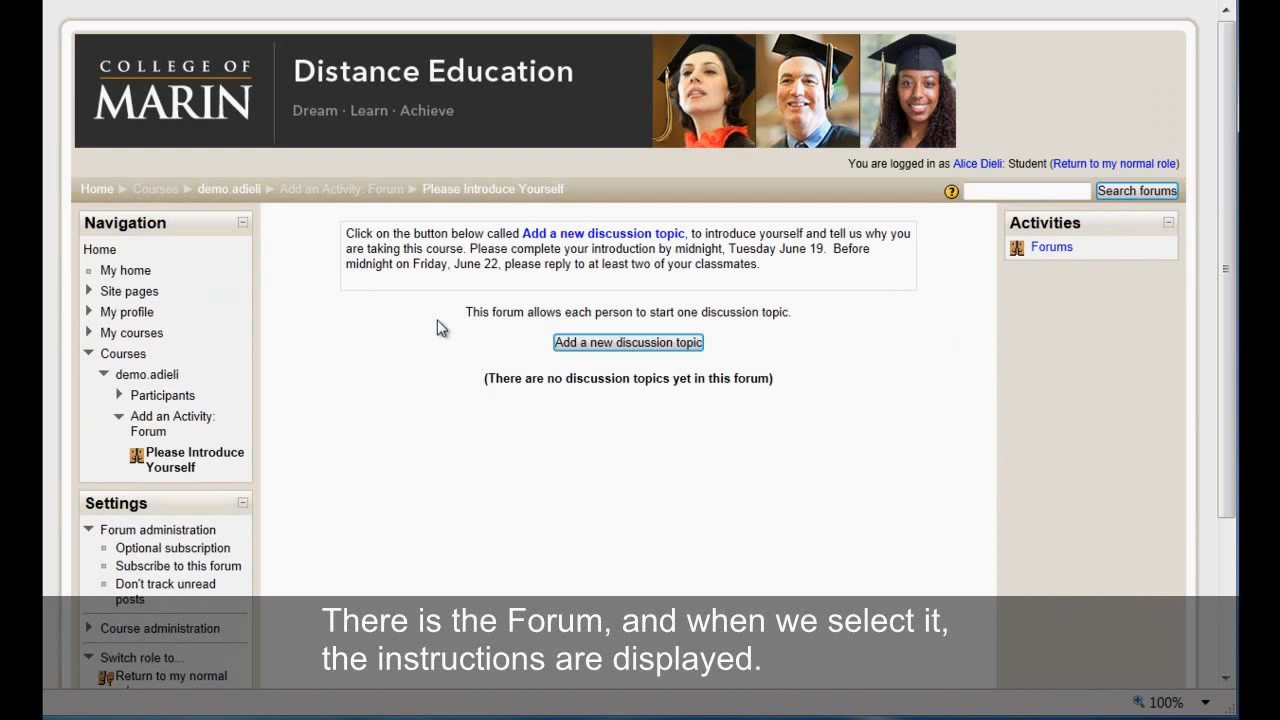 COLLEGE OF
MARIN
Distance Education
Dream · Learn · Achieve
You are logged in as Alice Dieli: Student (Return to my normal role)
Home ► Courses ► demo.adieli ► Add an Activity: Forum ► Please Introduce Yourself
?
Search forums
Navigation
Home
My home
Site pages
My profile
My courses
Courses
demo.adieli
Participants
Add an Activity:
Forum
Please Introduce
Yourself
Settings
Forum administration
Optional subscription
Subscribe to this forum
Don't track unread
posts
Course administration
Switch role to...
Return to my normal
Click on the button below called Add a new discussion topic, to introduce yourself and tell us why you
are taking this course. Please complete your introduction by midnight, Tuesday June 19. Before
midnight on Friday, June 22, please reply to at least two of your classmates.
This forum allows each person to start one discussion topic.
Add a new discussion topic
(There are no discussion topics yet in this forum)
Activities
Forums
There is the Forum, and when we select it,
the instructions are displayed.
100%